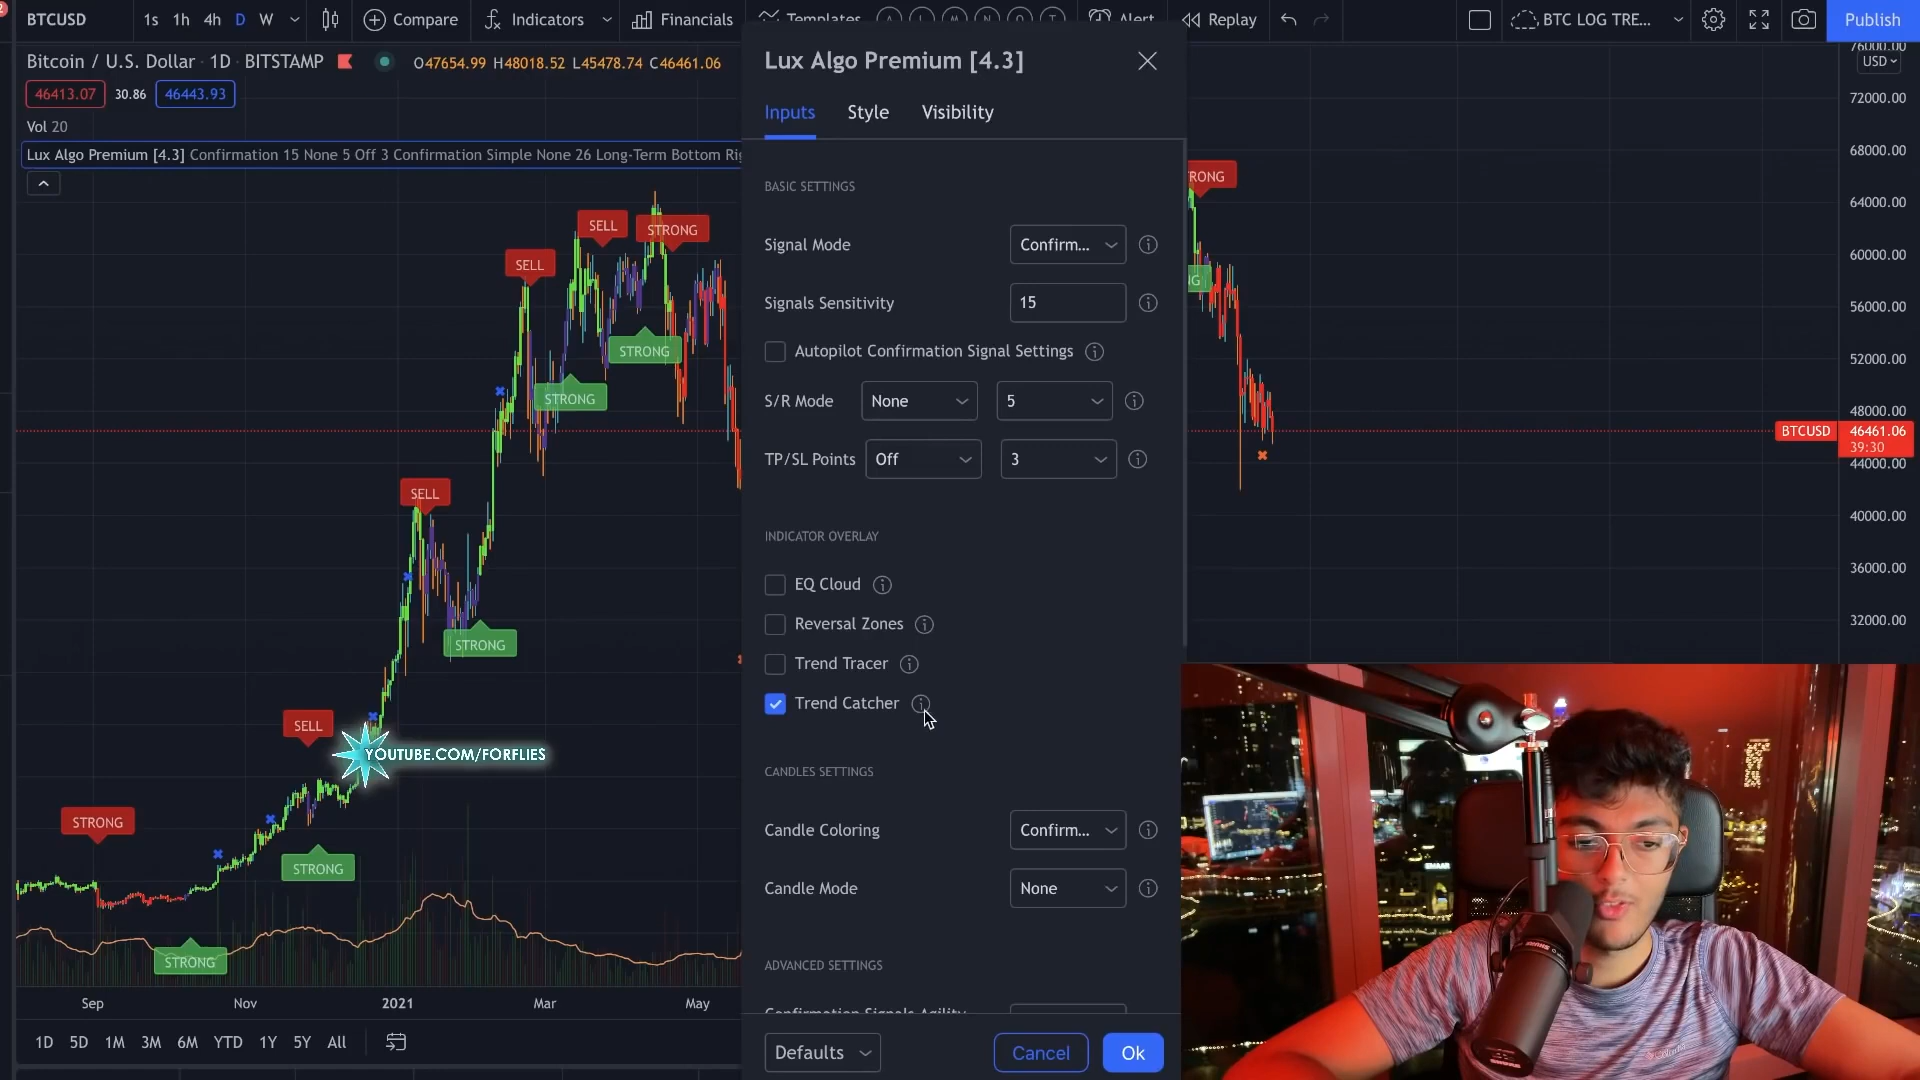 BTCUSD 1s 1h 4h D W Compare Indicators Financials Templates Alert Replay BTC LOG TRE... Publish
Bitcoin / U.S. Dollar · 1D · BITSTAMP O47654.99 H48018.52 L45478.74 C46461.06
46413.07 30.86 46443.93
Vol 20
Lux Algo Premium [4.3] Confirmation 15 None 5 Off 3 Confirmation Simple None 26 Long-Term Bottom
SELL
SELL
STRONG
STRONG
STRONG
SELL
STRONG
SELL
YOUTUBE.COM/FORFLIES
STRONG
STRONG
STRONG
Sep Nov 2021 Mar May
1D 5D 1M 3M 6M YTD 1Y 5Y All
Lux Algo Premium [4.3]
Inputs Style Visibility
BASIC SETTINGS
Signal Mode Confirm...
Signals Sensitivity 15
Autopilot Confirmation Signal Settings
S/R Mode None 5
TP/SL Points Off 3
INDICATOR OVERLAY
EQ Cloud
Reversal Zones
Trend Tracer
Trend Catcher
CANDLES SETTINGS
Candle Coloring Confirm...
Candle Mode None
ADVANCED SETTINGS
Confirmation Signals Agility
Defaults Cancel Ok
RONG
NG
76000.00
USD
72000.00
68000.00
64000.00
60000.00
56000.00
52000.00
48000.00
BTCUSD 46461.06
39:30
44000.00
40000.00
36000.00
32000.00